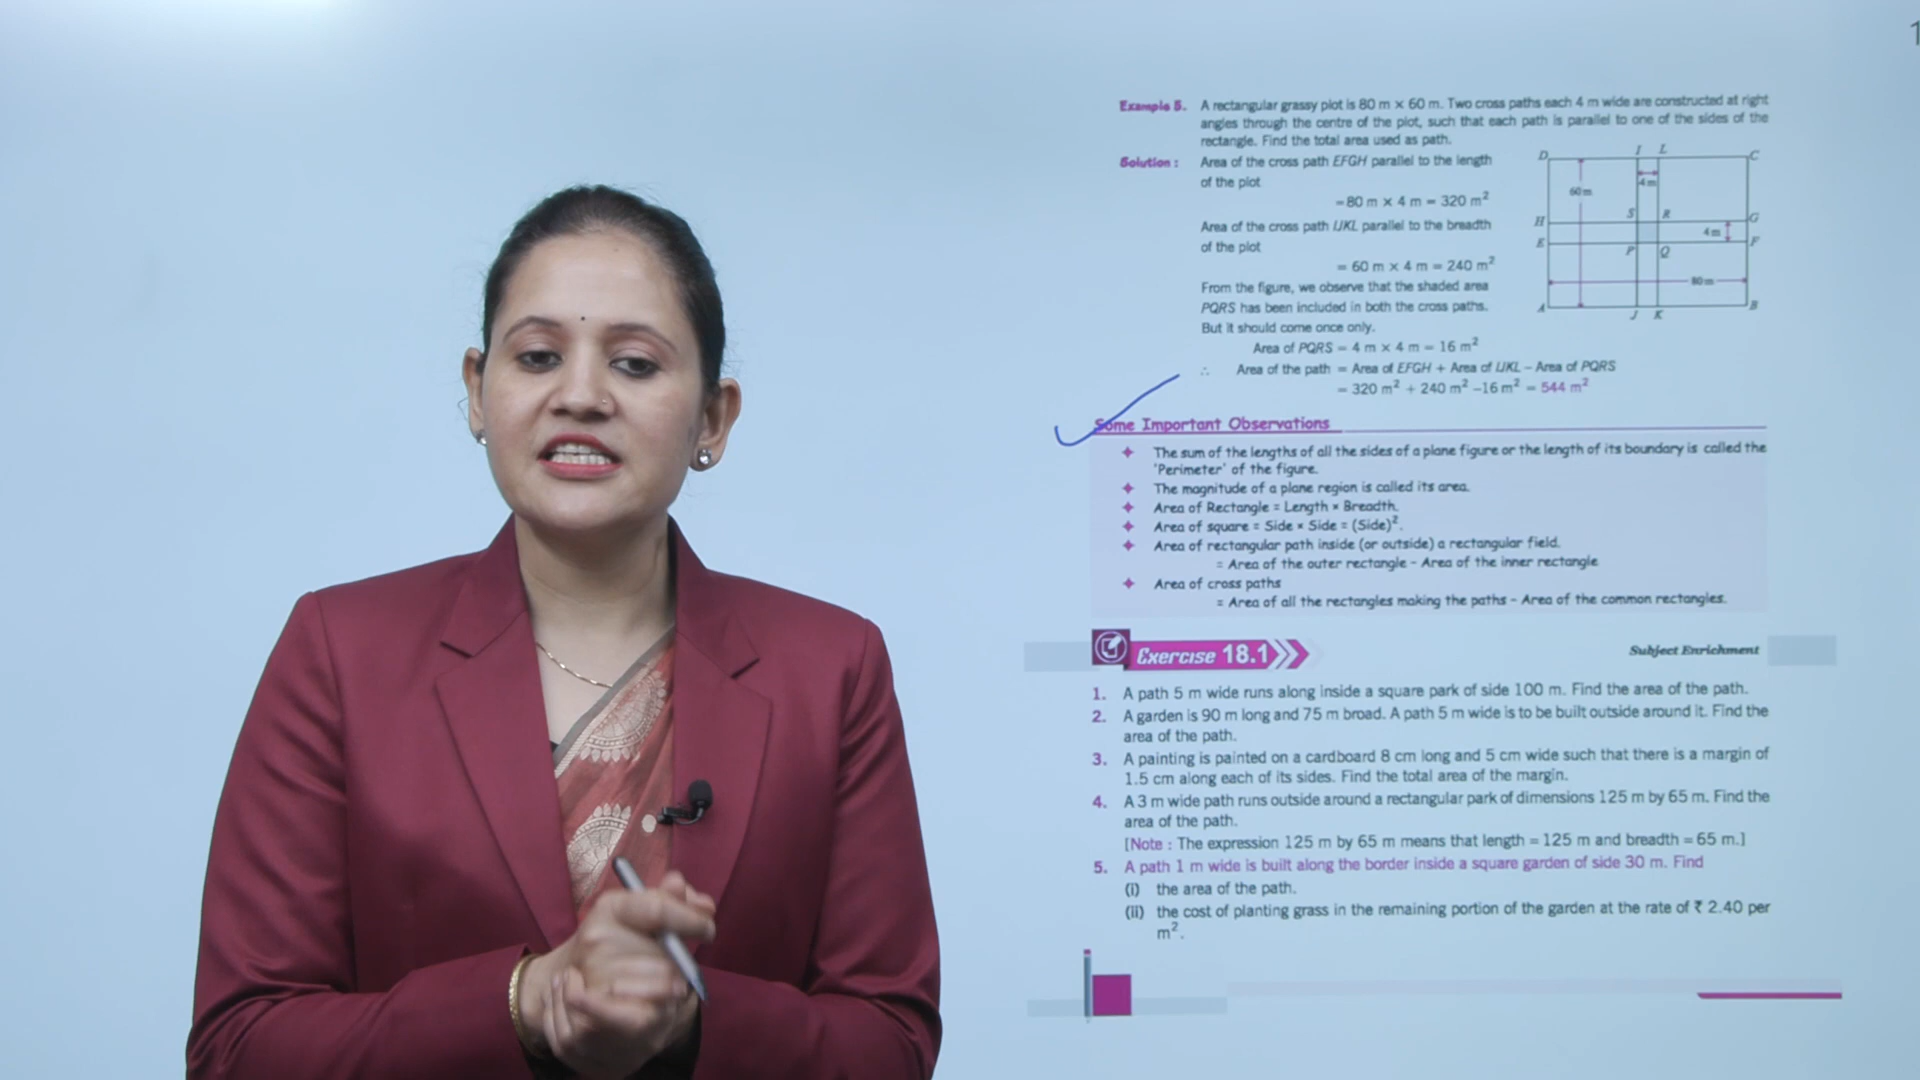 1
Example 5. A rectangular grassy plot is 80 m × 60 m. Two cross paths each 4 m wide are constructed at right
angles through the centre of the plot, such that each path is parallel to one of the sides of the
rectangle. Find the total area used as path.
Solution : Area of the cross path EFGH parallel to the length
of the plot
= 80 m × 4 m = 320 m²
Area of the cross path IJKL parallel to the breadth
of the plot
= 60 m × 4 m = 240 m²
From the figure, we observe that the shaded area
PQRS has been included in both the cross paths.
But it should come once only.
Area of PQRS = 4 m × 4 m = 16 m²
∴ Area of the path = Area of EFGH + Area of IJKL – Area of PQRS
= 320 m² + 240 m² –16 m² = 544 m²
D I L C
4 m
60 m
H S R G
4 m
E P Q F
80 m
A J K B
Some Important Observations
✦ The sum of the lengths of all the sides of a plane figure or the length of its boundary is called the
'Perimeter' of the figure.
✦ The magnitude of a plane region is called its area.
✦ Area of Rectangle = Length × Breadth.
✦ Area of square = Side × Side = (Side)².
✦ Area of rectangular path inside (or outside) a rectangular field.
= Area of the outer rectangle – Area of the inner rectangle
✦ Area of cross paths
= Area of all the rectangles making the paths – Area of the common rectangles.
Exercise 18.1
Subject Enrichment
1. A path 5 m wide runs along inside a square park of side 100 m. Find the area of the path.
2. A garden is 90 m long and 75 m broad. A path 5 m wide is to be built outside around it. Find the
area of the path.
3. A painting is painted on a cardboard 8 cm long and 5 cm wide such that there is a margin of
1.5 cm along each of its sides. Find the total area of the margin.
4. A 3 m wide path runs outside around a rectangular park of dimensions 125 m by 65 m. Find the
area of the path.
[Note : The expression 125 m by 65 m means that length = 125 m and breadth = 65 m.]
5. A path 1 m wide is built along the border inside a square garden of side 30 m. Find
(i) the area of the path.
(ii) the cost of planting grass in the remaining portion of the garden at the rate of ₹ 2.40 per
m².